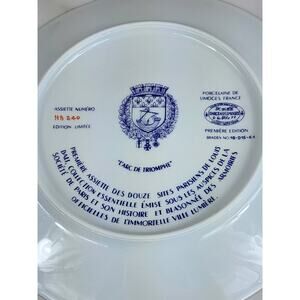 ASSIETTE NUMÉRO
HB 240
ÉDITION LIMITÉE
PORCELAINE DE
LIMOGES FRANCE
PREMIÈRE ÉDITION
"L'ARC DE TRIOMPHE"
PREMIÈRE ASSIETTE DES DOUZE SITES PARISIENS DE LOUIS
DALI, COLLECTION ESSENTIELLE ÉMISE SOUS LES AUSPICES DE LA
SOCIÉTÉ DE PARIS ET SON HISTOIRE ET BLASONNÉE DES ARMOIRIES
OFFICIELLES DE L'IMMORTELLE VILLE LUMIÈRE.